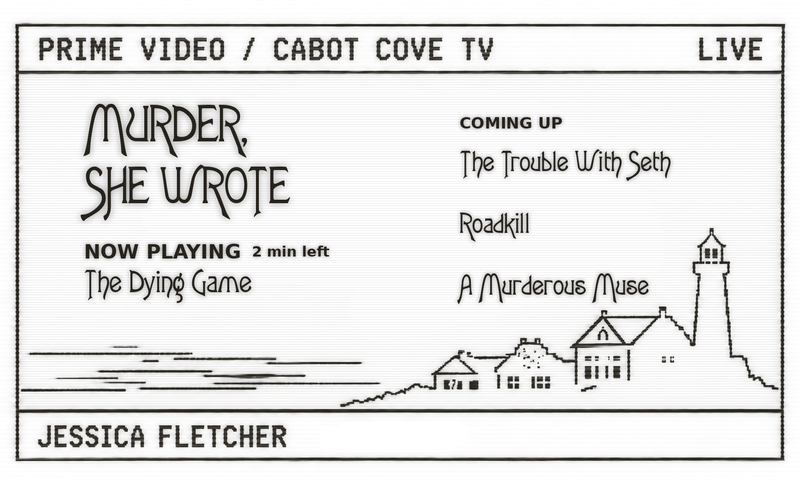 PRIME VIDEO / CABOT COVE TV LIVE
MURDER,
SHE WROTE
NOW PLAYING 2 min left
The Dying Game
COMING UP
The Trouble With Seth
Roadkill
A Murderous Muse
JESSICA FLETCHER